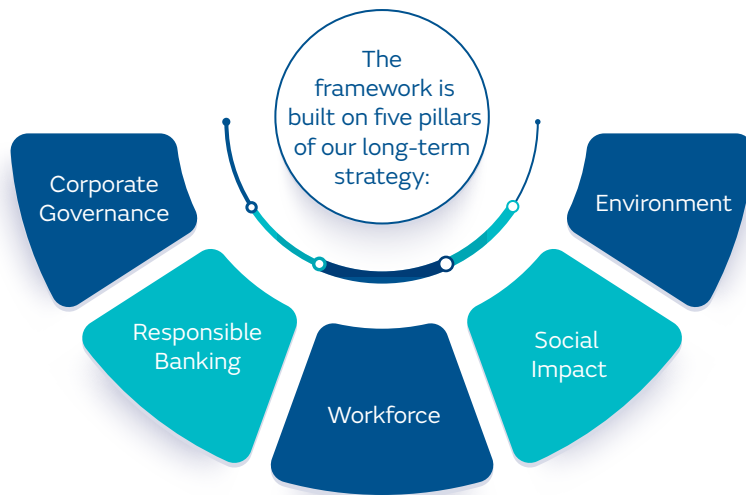 The
framework is
built on five pillars
of our long-term
strategy:
Corporate
Governance
Responsible
Banking
Workforce
Social
Impact
Environment